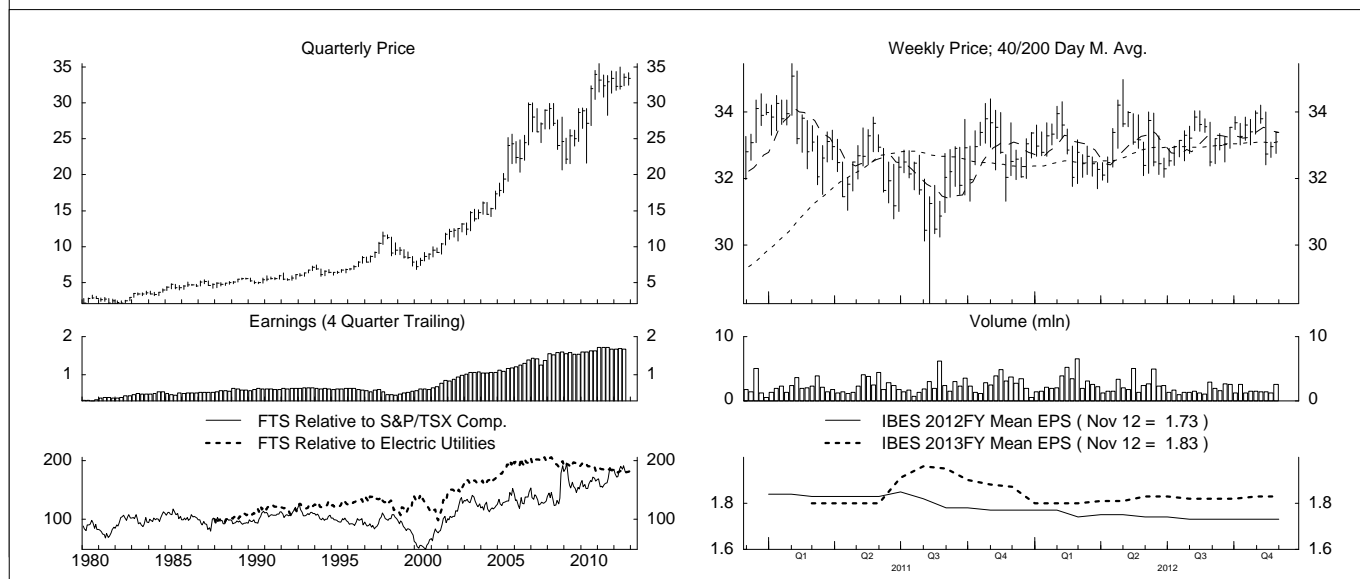 Quarterly Price
35 35
30 30
25 25
20 20
15 15
10 10
5 5
Earnings (4 Quarter Trailing)
2 2
1 1
FTS Relative to S&P/TSX Comp.
FTS Relative to Electric Utilities
200 200
100 100
1980 1985 1990 1995 2000 2005 2010
Weekly Price; 40/200 Day M. Avg.
34 34
32 32
30 30
Volume (mln)
10 10
0 0
IBES 2012FY Mean EPS ( Nov 12 = 1.73 )
IBES 2013FY Mean EPS ( Nov 12 = 1.83 )
1.8 1.8
1.6 1.6
Q1 Q2 Q3 Q4 Q1 Q2 Q3 Q4
2011 2012